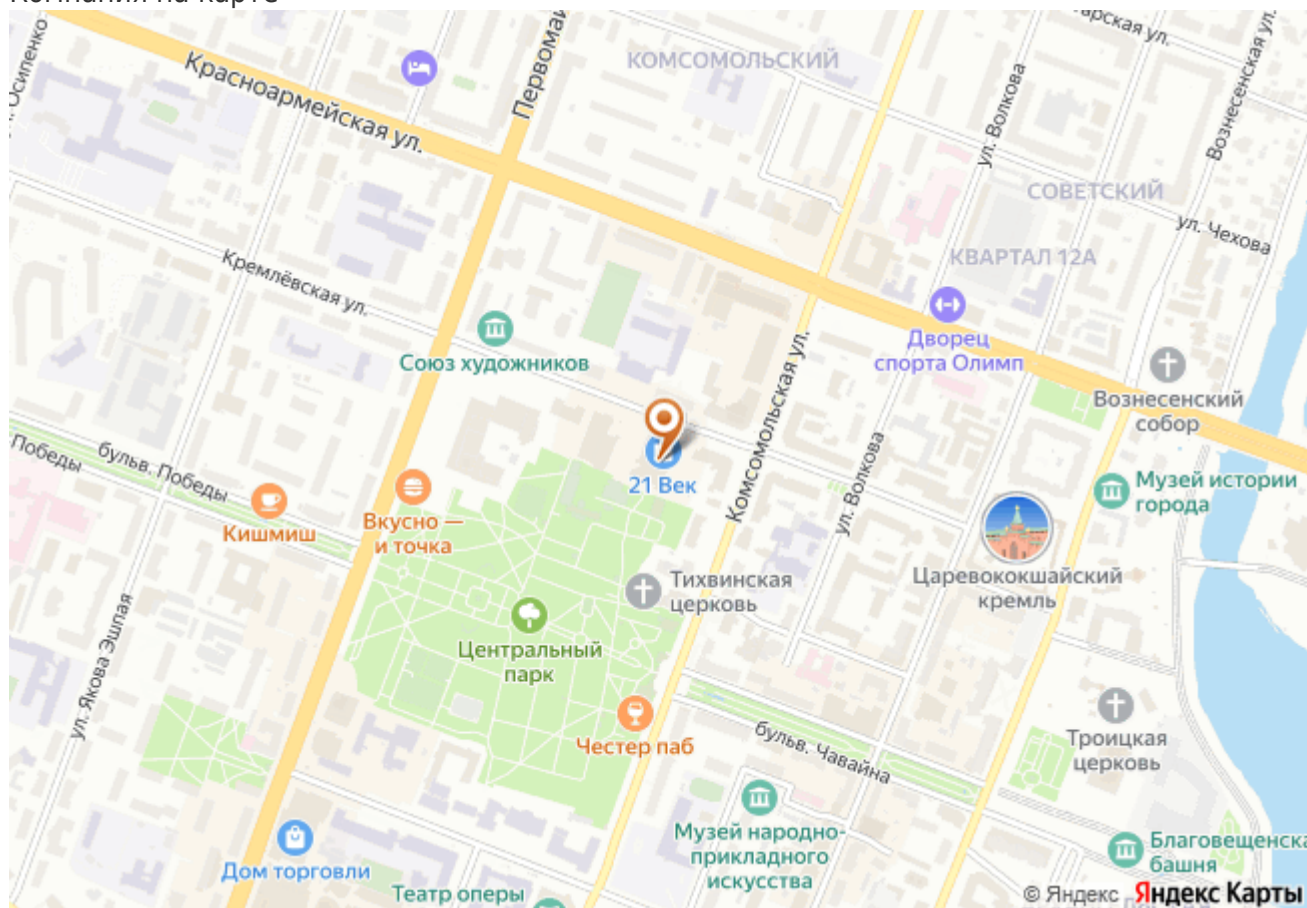 Компания на карте
Красноармейская ул.
КОМСОМОЛЬСКИЙ
ул. Волкова
Вознесенская ул.
СОВЕТСКИЙ
ул. Чехова
КВАРТАЛ 12А
Кремлёвская ул.
Союз художников
Комсомольская ул.
Дворец
спорта Олимп
Вознесенский
собор
бульв. Победы
Победы
21 Век
ул. Волкова
Музей истории
города
Кишмиш
Вкусно —
и точка
Тихвинская
церковь
Царевококшайский
кремль
ул. Якова Эшпая
Центральный
парк
Честер паб
бульв. Чавайна
Троицкая
церковь
Музей народно-
прикладного
искусства
Дом торговли
Театр оперы
башня
© Яндекс Яндекс Карты